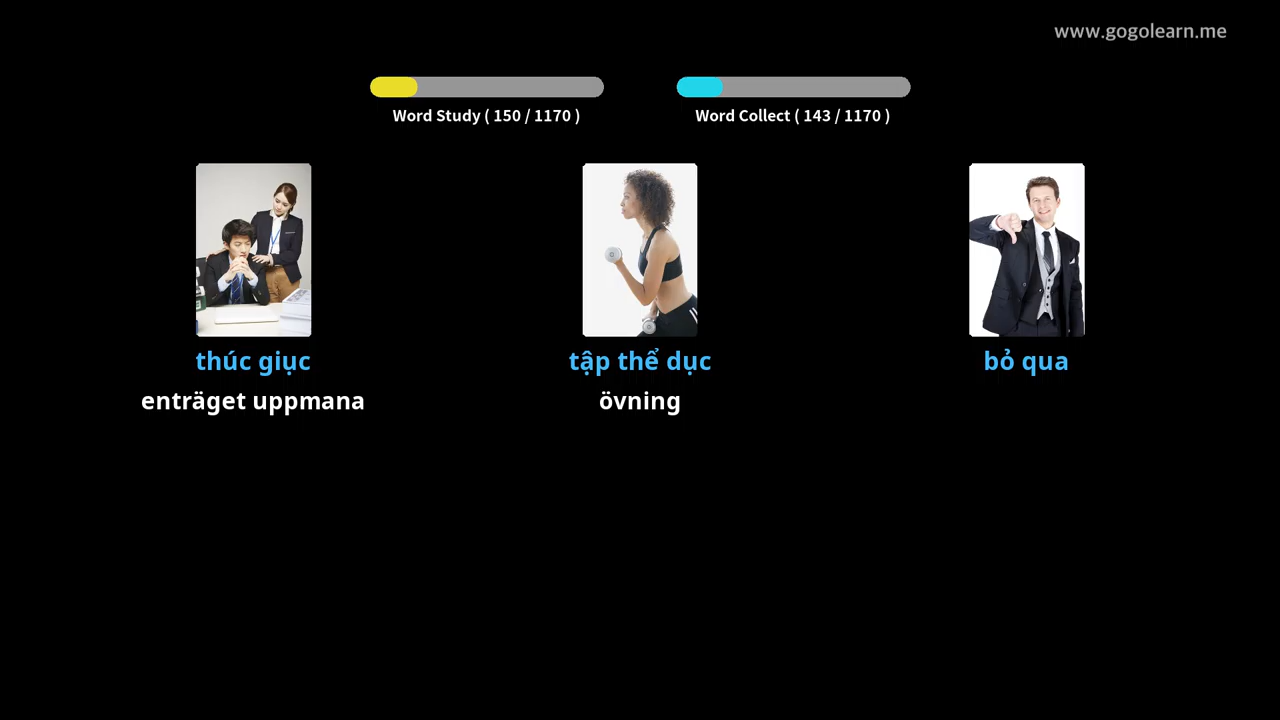 www.gogolearn.me
Word Study ( 150 / 1170 )
Word Collect ( 143 / 1170 )
thúc giục
tập thể dục
bỏ qua
enträget uppmana
övning